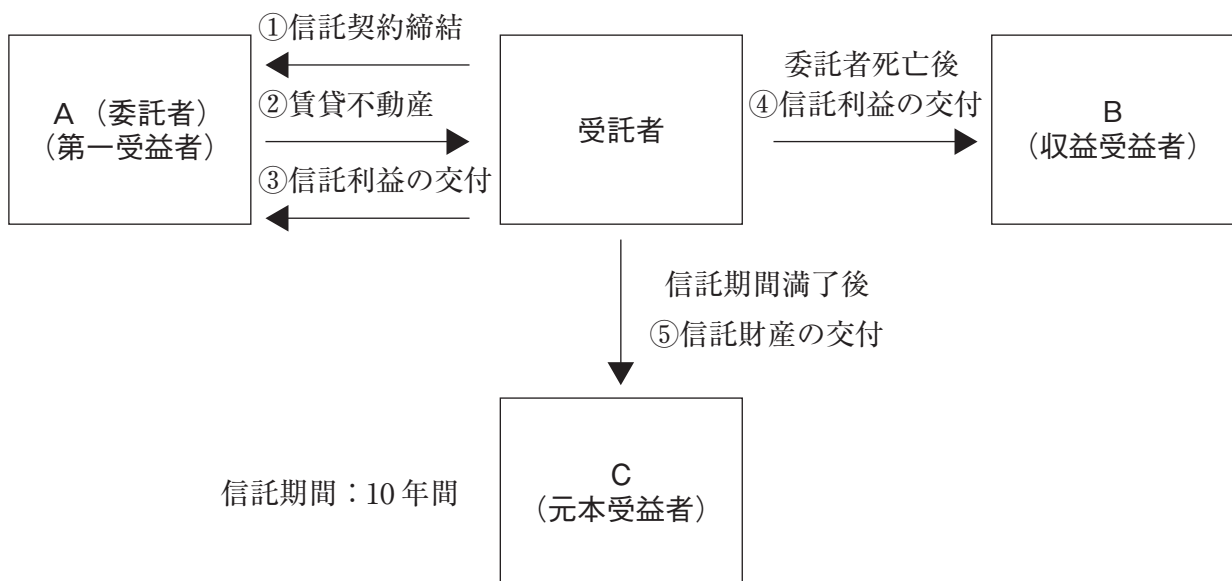 ①信託契約締結
A(委託者)
(第一受益者)
②賃貸不動産
③信託利益の交付
受託者
委託者死亡後
④信託利益の交付
B
(収益受益者)
信託期間満了後
⑤信託財産の交付
信託期間:10年間
C
(元本受益者)